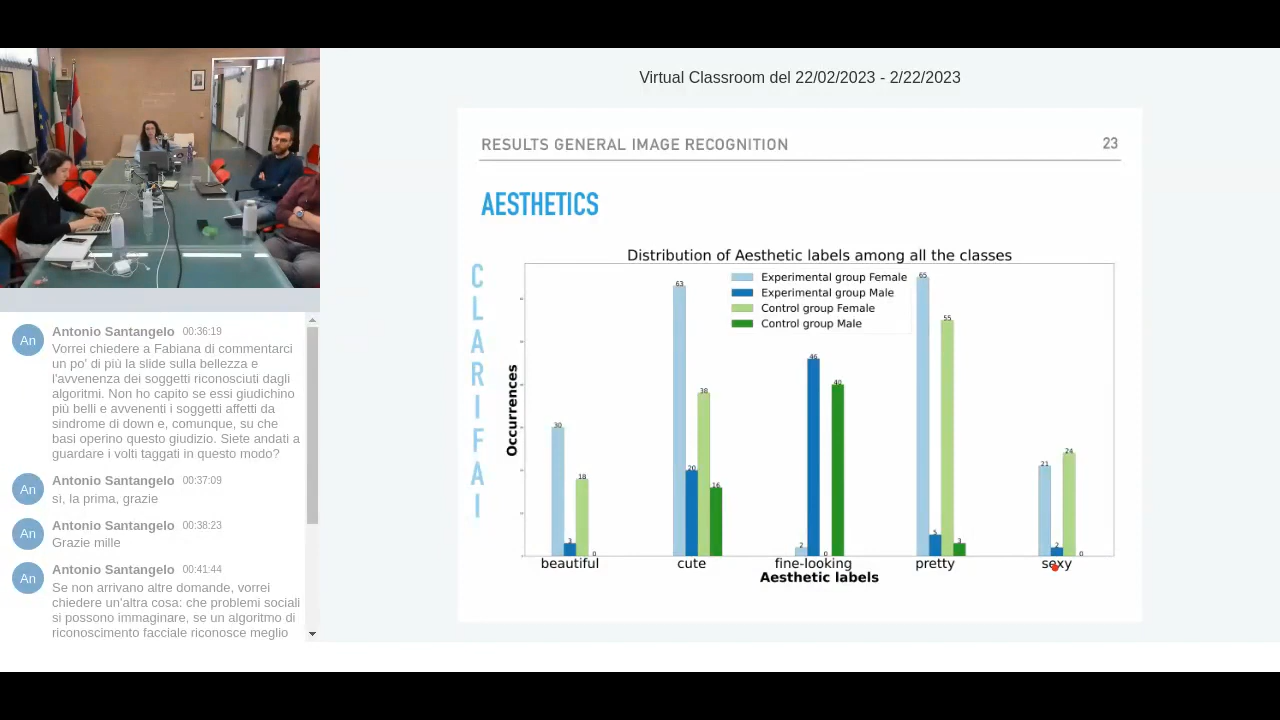 Virtual Classroom del 22/02/2023 - 2/22/2023
RESULTS GENERAL IMAGE RECOGNITION
23
AESTHETICS
CLARIFAI
Distribution of Aesthetic labels among all the classes
Experimental group Female
Experimental group Male
Control group Female
Control group Male
Occurrences
30
3
18
0
63
20
38
16
2
46
0
40
65
5
55
3
21
2
24
0
beautiful
cute
fine-looking
pretty
sexy
Aesthetic labels
An
Antonio Santangelo 00:36:19
Vorrei chiedere a Fabiana di commentarci
un po' di più la slide sulla bellezza e
l'avvenenza dei soggetti riconosciuti dagli
algoritmi. Non ho capito se essi giudichino
più belli e avvenenti i soggetti affetti da
sindrome di down e, comunque, su che
basi operino questo giudizio. Siete andati a
guardare i volti taggati in questo modo?
An
Antonio Santangelo 00:37:09
sì, la prima, grazie
An
Antonio Santangelo 00:38:23
Grazie mille
An
Antonio Santangelo 00:41:44
Se non arrivano altre domande, vorrei
chiedere un'altra cosa: che problemi sociali
si possono immaginare, se un algoritmo di
riconoscimento facciale riconosce meglio